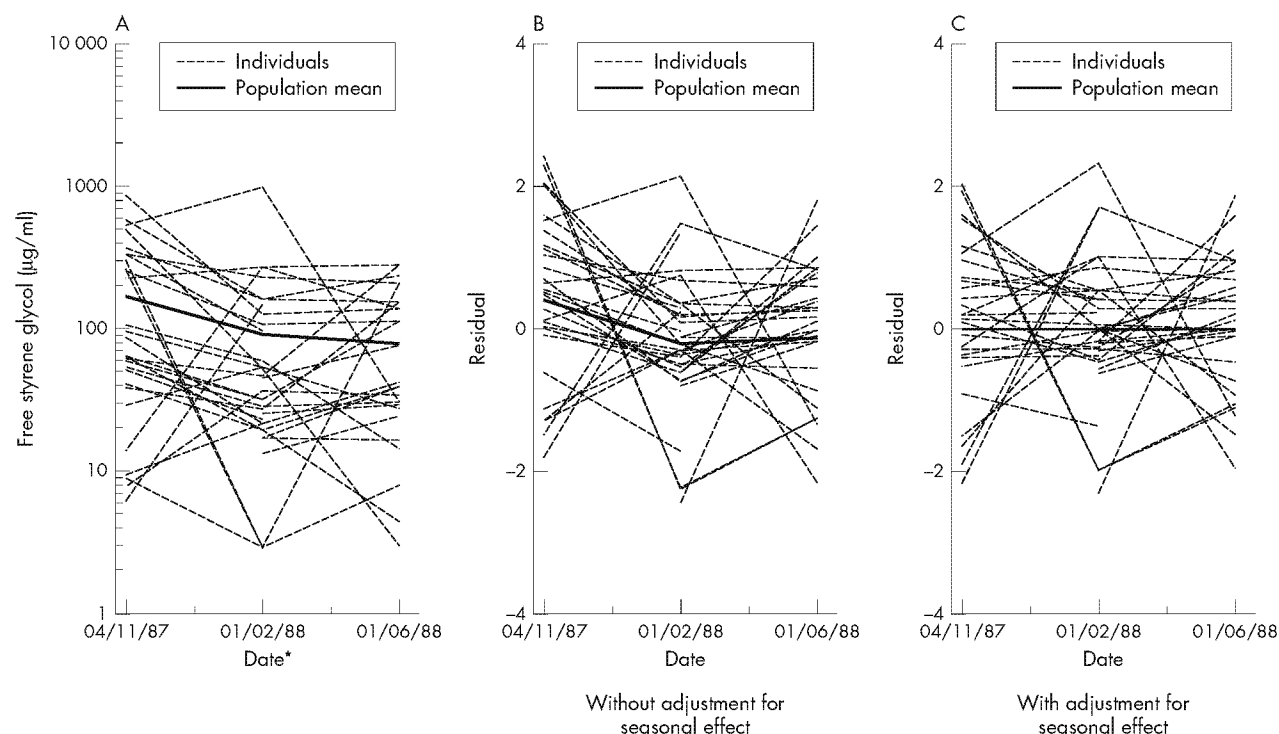 A
10 000
1000
100
10
1
Free styrene glycol (µg/ml)
Individuals
Population mean
04/11/87
01/02/88
01/06/88
Date*
B
4
2
0
–2
–4
Residual
Individuals
Population mean
04/11/87
01/02/88
01/06/88
Date
Without adjustment for
seasonal effect
C
4
2
0
–2
–4
Residual
Individuals
Population mean
04/11/87
01/02/88
01/06/88
Date
With adjustment for
seasonal effect